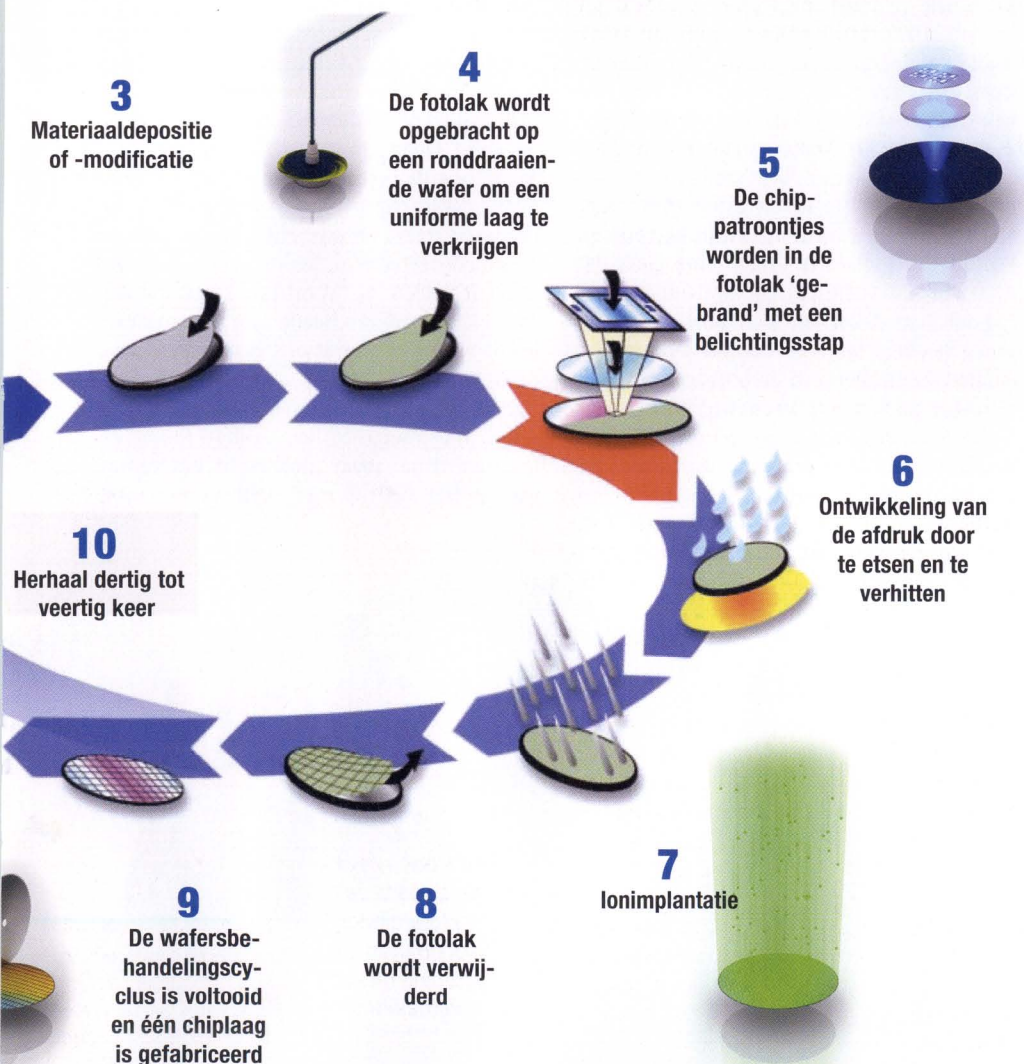 3
Materiaaldepositie
of -modificatie
4
De fotolak wordt
opgebracht op
een ronddraaien-
de wafer om een
uniforme laag te
verkrijgen
5
De chip-
patroontjes
worden in de
fotolak ‘ge-
brand’ met een
belichtingsstap
6
Ontwikkeling van
de afdruk door
te etsen en te
verhitten
7
Ionimplantatie
8
De fotolak
wordt verwij-
derd
9
De wafersbe-
handelingscy-
clus is voltooid
en één chiplaag
is gefabriceerd
10
Herhaal dertig tot
veertig keer